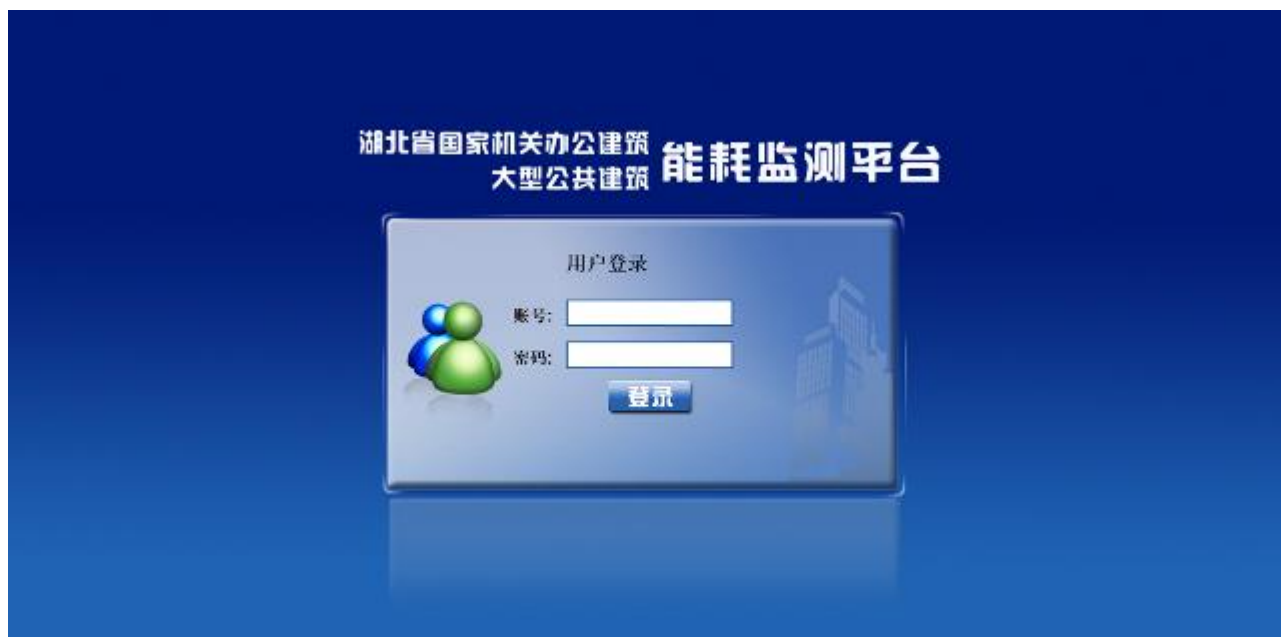 湖北省国家机关办公建筑
大型公共建筑
能耗监测平台
用户登录
账号:
密码:
登录